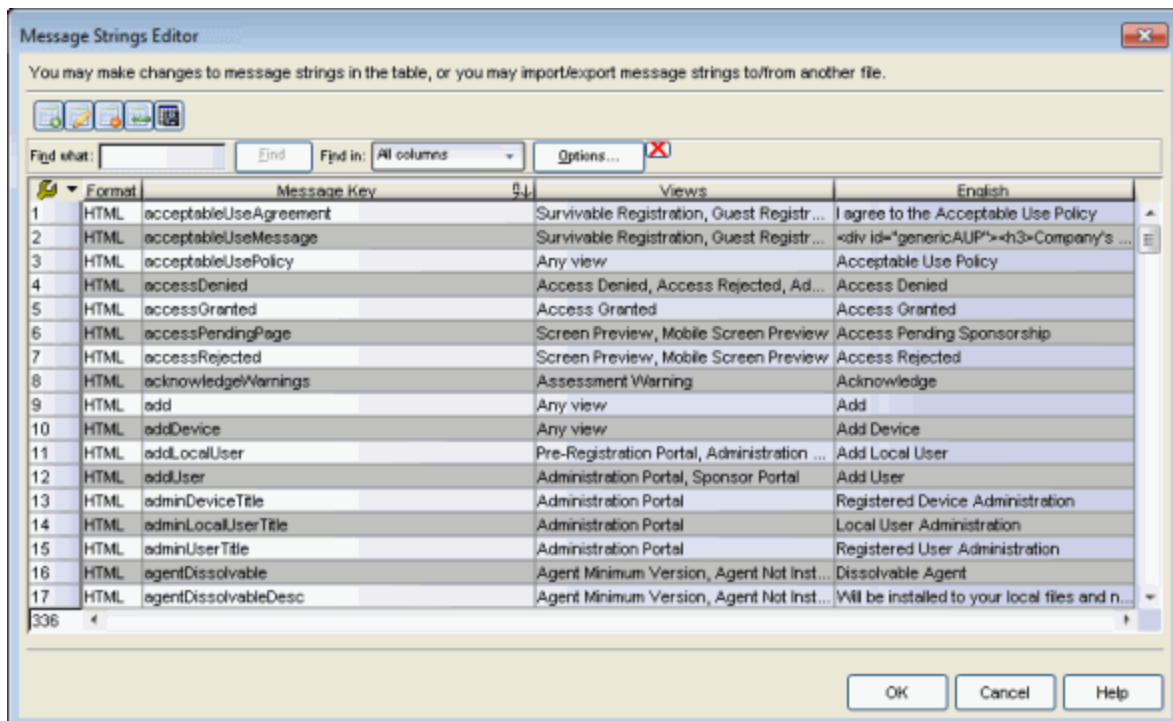 Message Strings Editor
You may make changes to message strings in the table, or you may import/export message strings to/from another file.
Find what: Find Find in: All columns Options...
Format Message Key Views English
1 HTML acceptableUseAgreement Survivable Registration, Guest Registr... I agree to the Acceptable Use Policy
2 HTML acceptableUseMessage Survivable Registration, Guest Registr... <div id="genericAUP"><h3>Company's ...
3 HTML acceptableUsePolicy Any view Acceptable Use Policy
4 HTML accessDenied Access Denied, Access Rejected, Ad... Access Denied
5 HTML accessGranted Access Granted Access Granted
6 HTML accessPendingPage Screen Preview, Mobile Screen Preview Access Pending Sponsorship
7 HTML accessRejected Screen Preview, Mobile Screen Preview Access Rejected
8 HTML acknowledgeWarnings Assessment Warning Acknowledge
9 HTML add Any view Add
10 HTML addDevice Any view Add Device
11 HTML addLocalUser Pre-Registration Portal, Administration ... Add Local User
12 HTML addUser Administration Portal, Sponsor Portal Add User
13 HTML adminDeviceTitle Administration Portal Registered Device Administration
14 HTML adminLocalUserTitle Administration Portal Local User Administration
15 HTML adminUserTitle Administration Portal Registered User Administration
16 HTML agentDissolvable Agent Minimum Version, Agent Not Inst... Dissolvable Agent
17 HTML agentDissolvableDesc Agent Minimum Version, Agent Not Inst... Will be installed to your local files and n...
336
OK Cancel Help